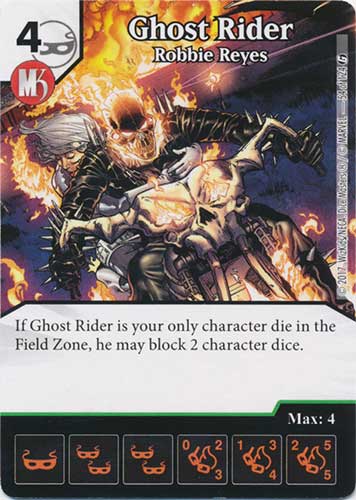 4
Ghost Rider
Robbie Reyes
MK
If Ghost Rider is your only character die in the
Field Zone, he may block 2 character dice.
Max: 4
0 2 3
1 3 4
2 5 5